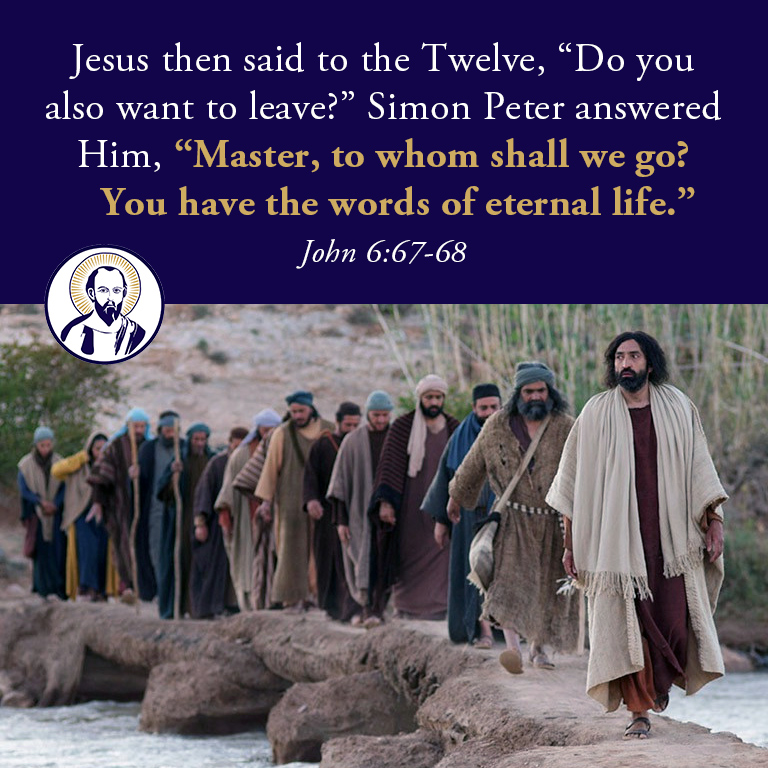 Jesus then said to the Twelve, “Do you
also want to leave?” Simon Peter answered
Him, “Master, to whom shall we go?
You have the words of eternal life.”
John 6:67-68